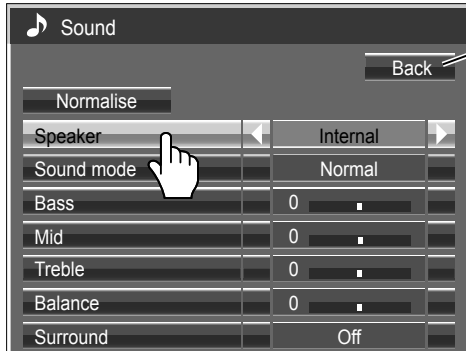 Sound
Back
Normalise
Speaker Internal
Sound mode Normal
Bass 0
Mid 0
Treble 0
Balance 0
Surround Off